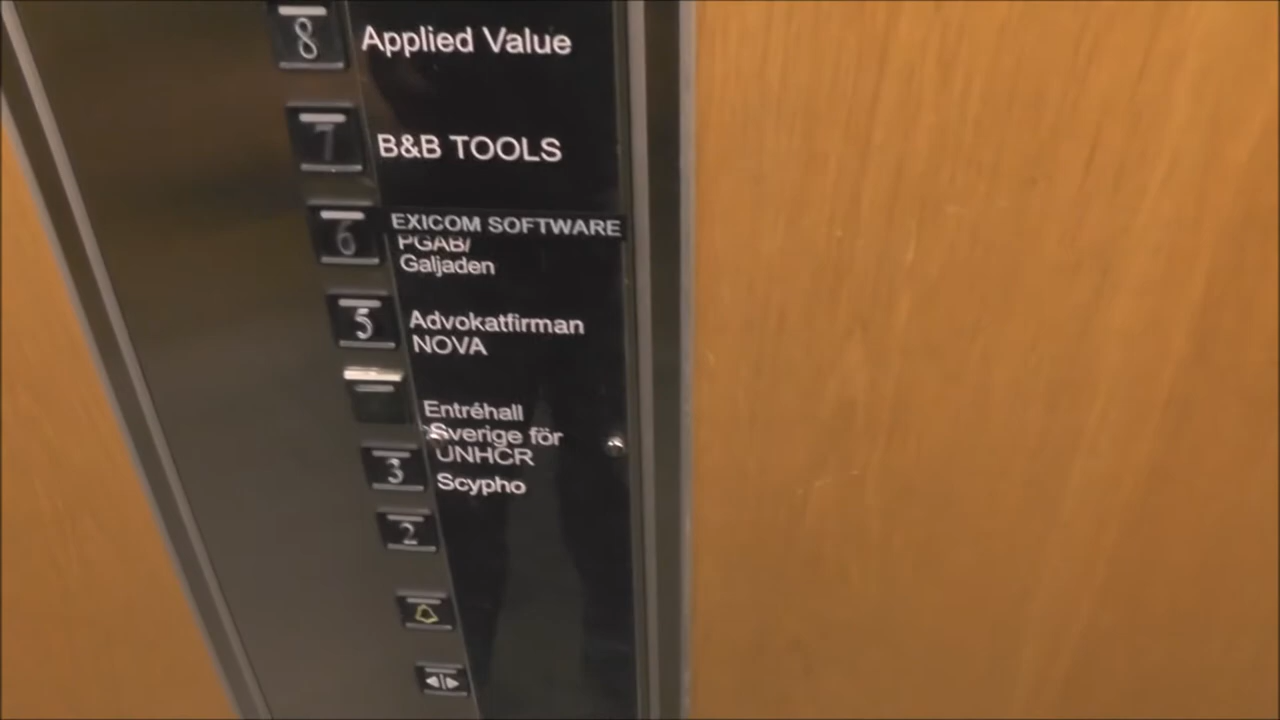 8 Applied Value
7 B&B TOOLS
EXICOM SOFTWARE
6 PGAB/
Galjaden
5 Advokatfirman
NOVA
Entréhall
Sverige för
UNHCR
3 Scypho
2